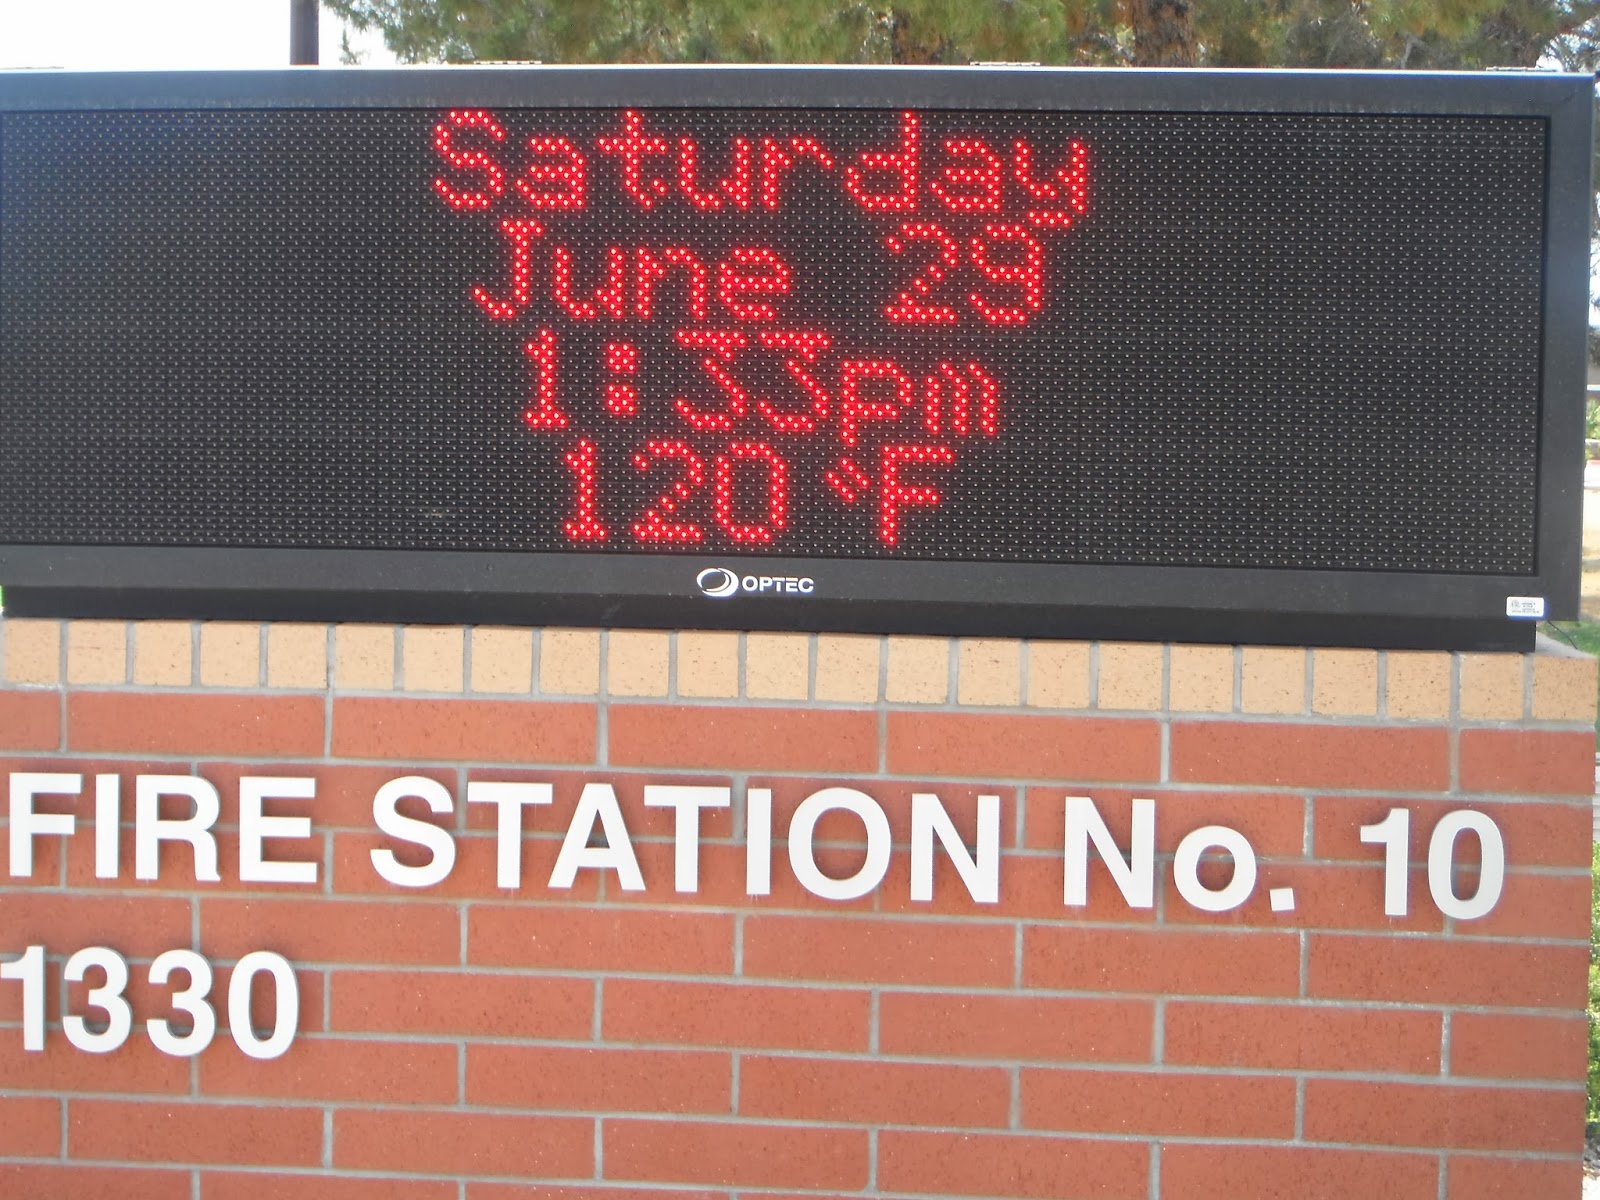 Saturday
June 29
1:33pm
120°F
OPTEC
FIRE STATION No. 10
1330